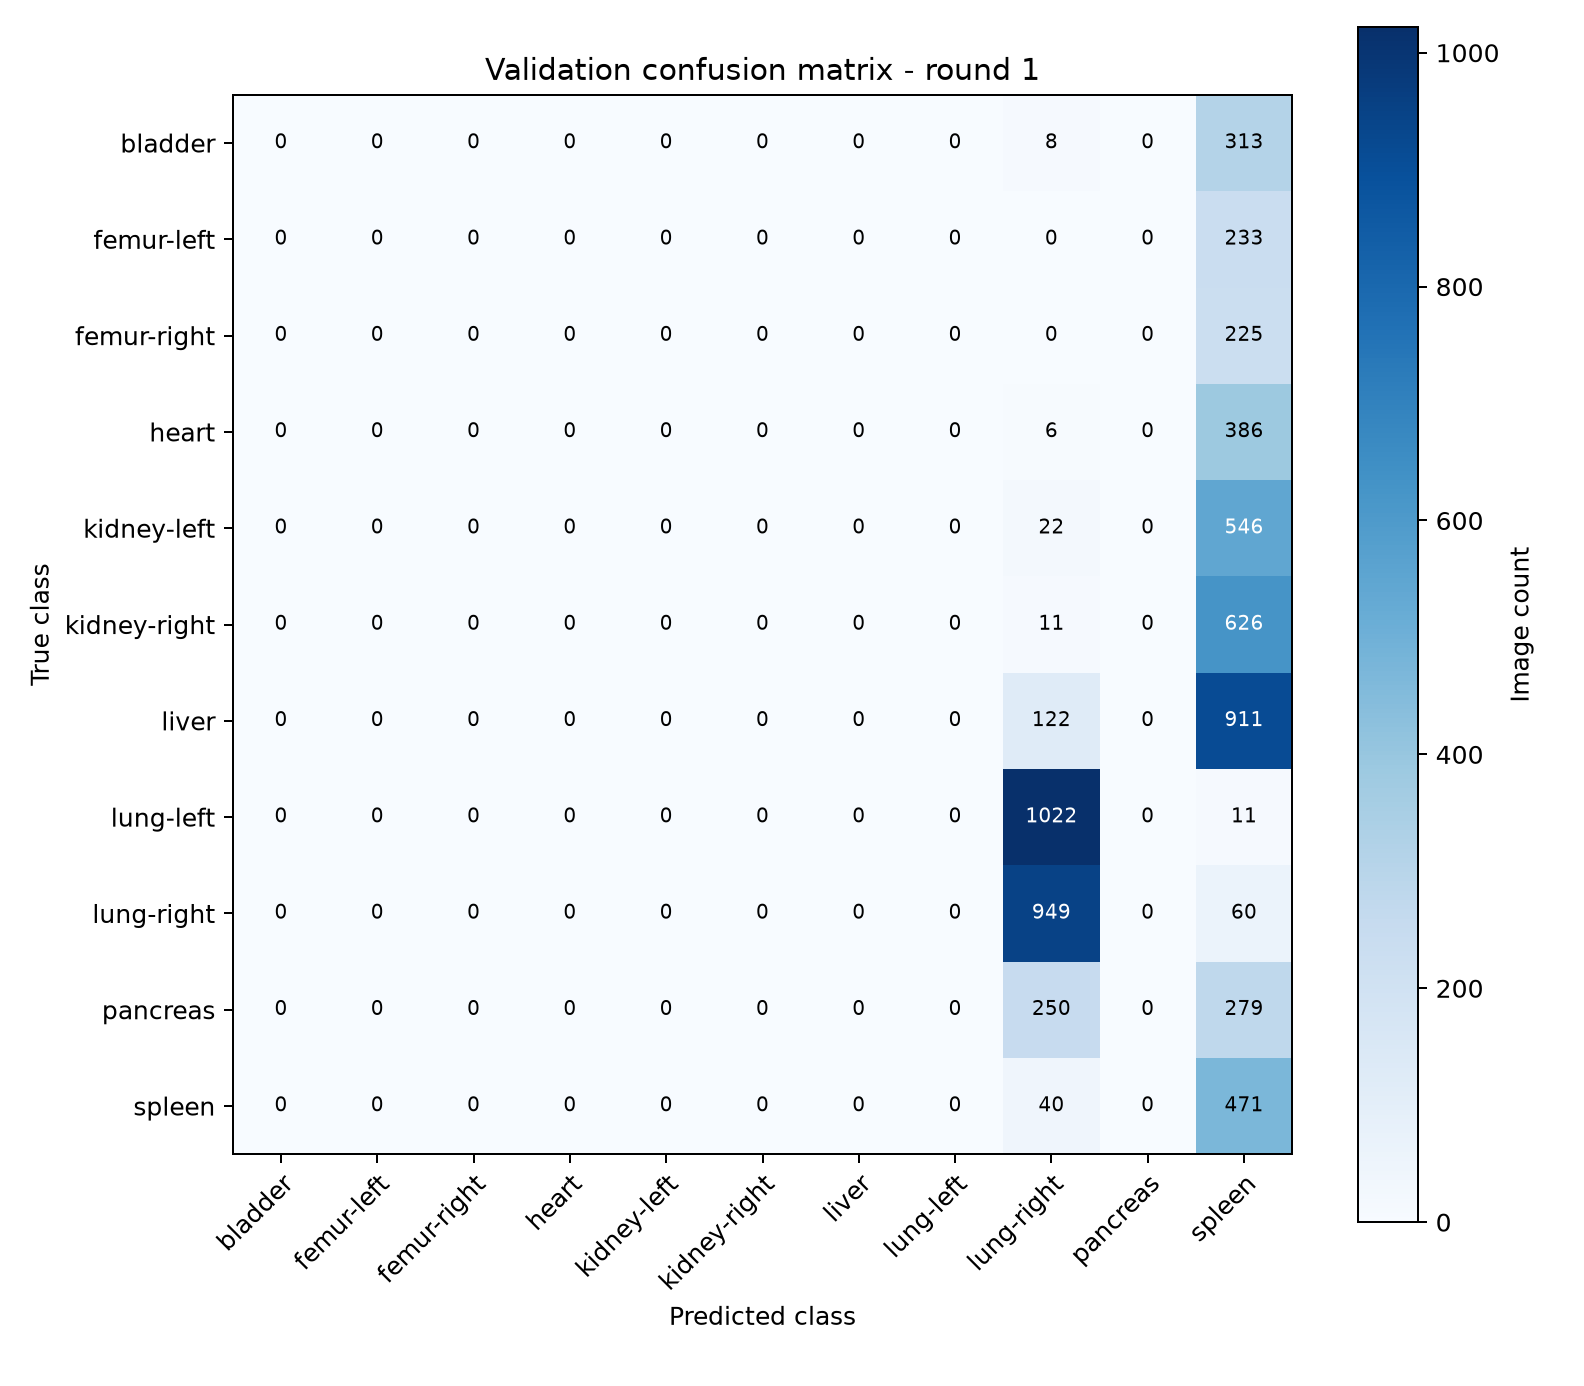 Validation confusion matrix - round 1
True class
bladder 0 0 0 0 0 0 0 0 8 0 313
femur-left 0 0 0 0 0 0 0 0 0 0 233
femur-right 0 0 0 0 0 0 0 0 0 0 225
heart 0 0 0 0 0 0 0 0 6 0 386
kidney-left 0 0 0 0 0 0 0 0 22 0 546
kidney-right 0 0 0 0 0 0 0 0 11 0 626
liver 0 0 0 0 0 0 0 0 122 0 911
lung-left 0 0 0 0 0 0 0 0 1022 0 11
lung-right 0 0 0 0 0 0 0 0 949 0 60
pancreas 0 0 0 0 0 0 0 0 250 0 279
spleen 0 0 0 0 0 0 0 0 40 0 471
bladder femur-left femur-right heart kidney-left kidney-right liver lung-left lung-right pancreas spleen
Predicted class
1000
800
600
400
200
0
Image count